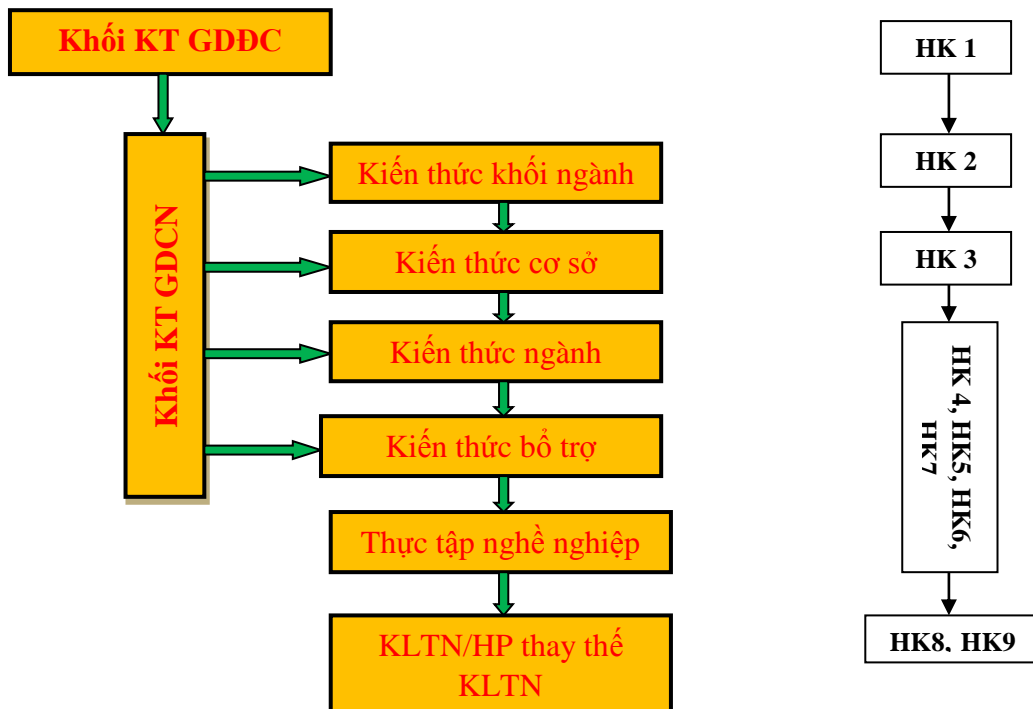 Khối KT GDĐC
Khối KT GDCN
Kiến thức khối ngành
Kiến thức cơ sở
Kiến thức ngành
Kiến thức bổ trợ
Thực tập nghề nghiệp
KLTN/HP thay thế
KLTN
HK 1
HK 2
HK 3
HK 4, HK5, HK6,
HK7
HK8, HK9